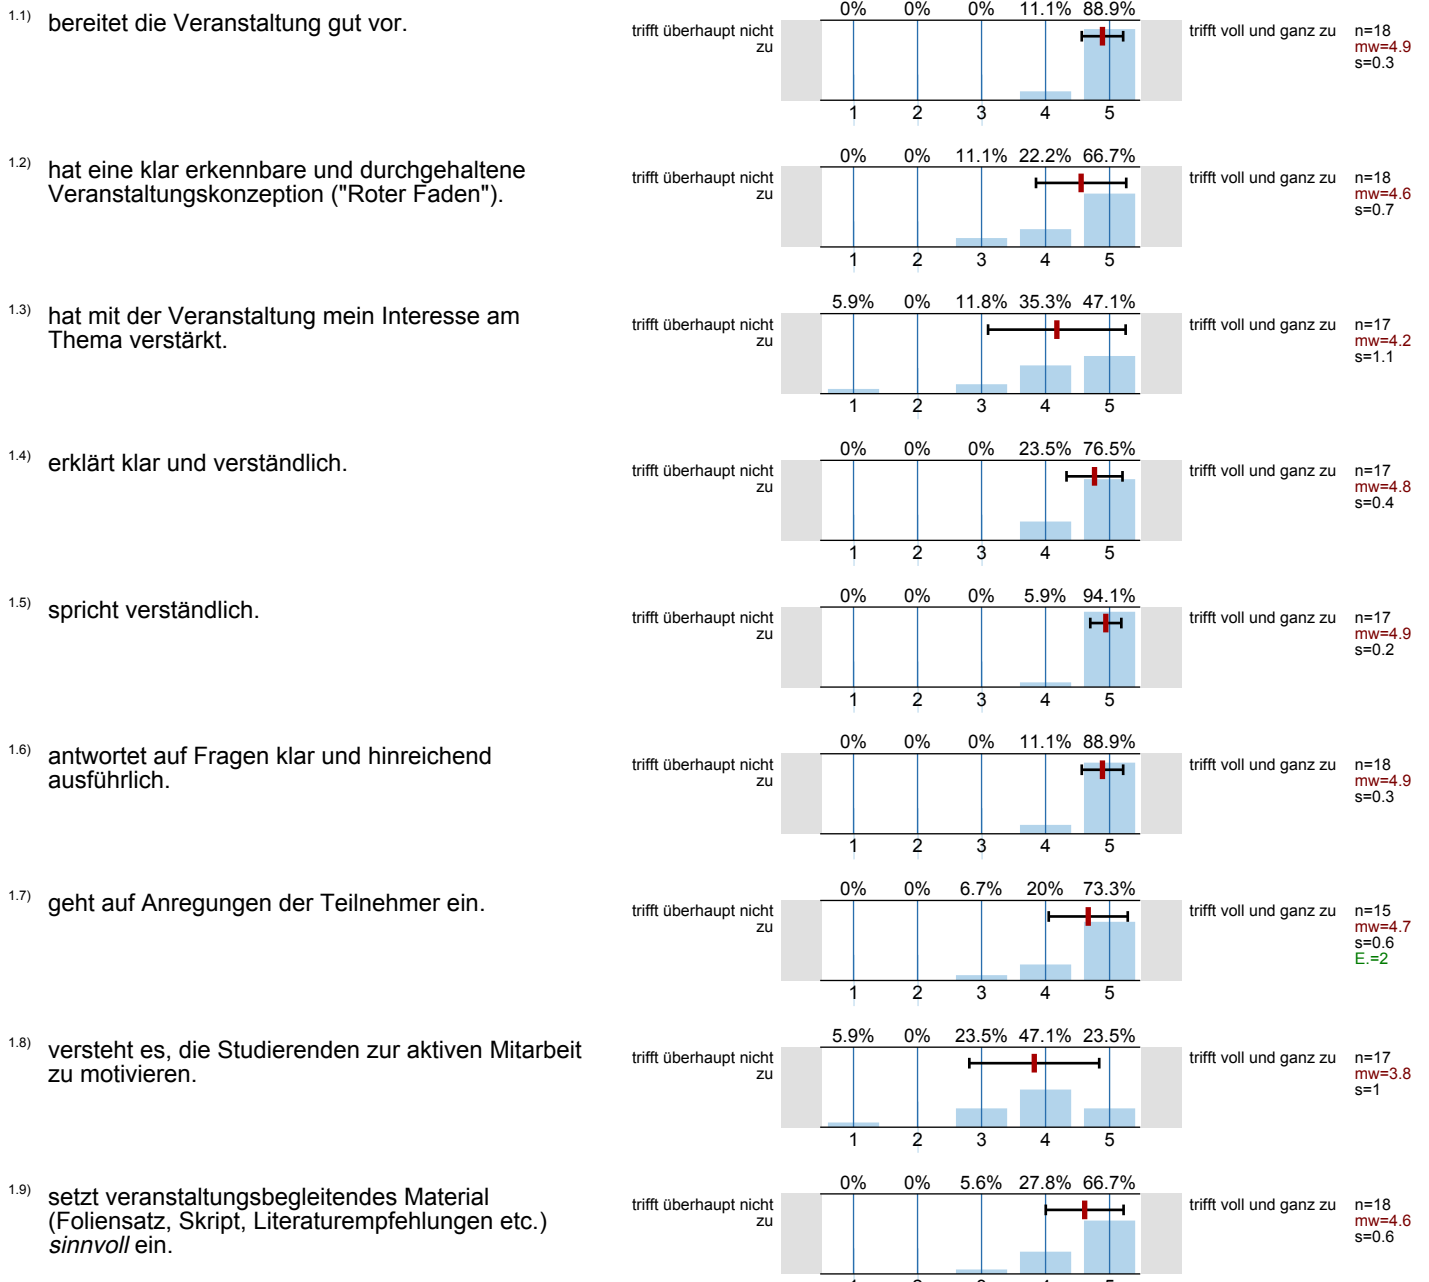 0% 0% 0% 11.1% 88.9%
1.1) bereitet die Veranstaltung gut vor.
trifft überhaupt nicht
zu
trifft voll und ganz zu
n=18
mw=4.9
s=0.3
1 2 3 4 5
0% 0% 11.1% 22.2% 66.7%
1.2) hat eine klar erkennbare und durchgehaltene
Veranstaltungskonzeption ("Roter Faden").
trifft überhaupt nicht
zu
trifft voll und ganz zu
n=18
mw=4.6
s=0.7
1 2 3 4 5
5.9% 0% 11.8% 35.3% 47.1%
1.3) hat mit der Veranstaltung mein Interesse am
Thema verstärkt.
trifft überhaupt nicht
zu
trifft voll und ganz zu
n=17
mw=4.2
s=1.1
1 2 3 4 5
0% 0% 0% 23.5% 76.5%
1.4) erklärt klar und verständlich.
trifft überhaupt nicht
zu
trifft voll und ganz zu
n=17
mw=4.8
s=0.4
1 2 3 4 5
0% 0% 0% 5.9% 94.1%
1.5) spricht verständlich.
trifft überhaupt nicht
zu
trifft voll und ganz zu
n=17
mw=4.9
s=0.2
1 2 3 4 5
0% 0% 0% 11.1% 88.9%
1.6) antwortet auf Fragen klar und hinreichend
ausführlich.
trifft überhaupt nicht
zu
trifft voll und ganz zu
n=18
mw=4.9
s=0.3
1 2 3 4 5
0% 0% 6.7% 20% 73.3%
1.7) geht auf Anregungen der Teilnehmer ein.
trifft überhaupt nicht
zu
trifft voll und ganz zu
n=15
mw=4.7
s=0.6
E.=2
1 2 3 4 5
5.9% 0% 23.5% 47.1% 23.5%
1.8) versteht es, die Studierenden zur aktiven Mitarbeit
zu motivieren.
trifft überhaupt nicht
zu
trifft voll und ganz zu
n=17
mw=3.8
s=1
1 2 3 4 5
0% 0% 5.6% 27.8% 66.7%
1.9) setzt veranstaltungsbegleitendes Material
(Foliensatz, Skript, Literaturempfehlungen etc.)
sinnvoll ein.
trifft überhaupt nicht
zu
trifft voll und ganz zu
n=18
mw=4.6
s=0.6